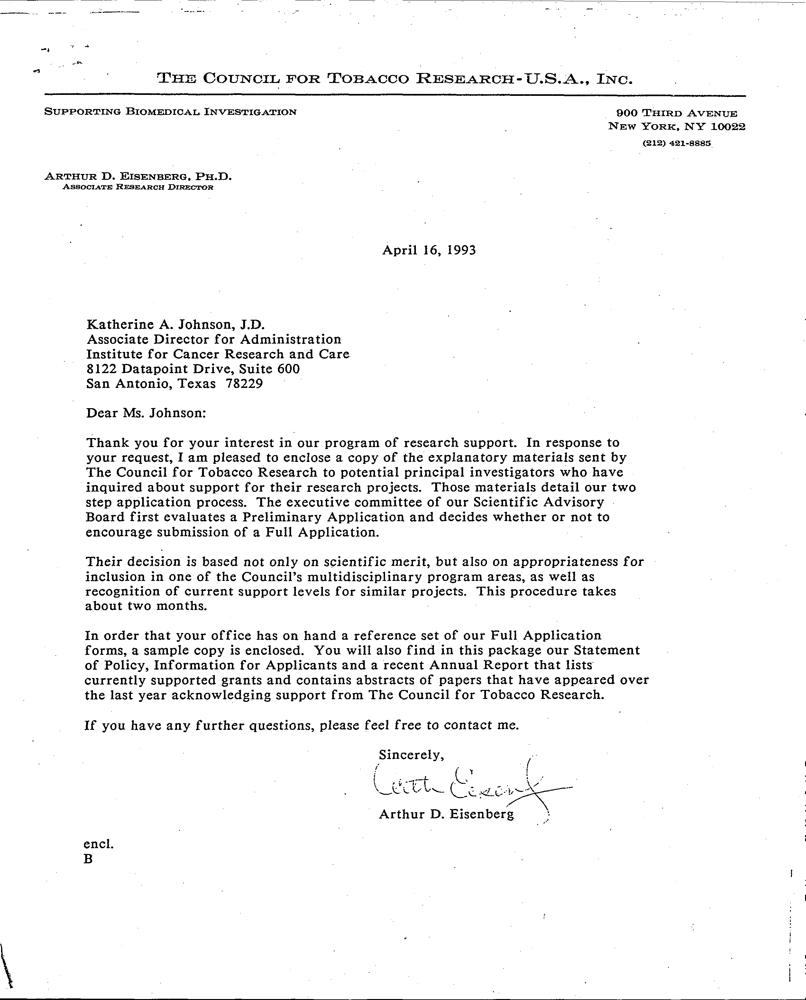 THE COUNCIL FOR TOBACCO RESEARCH-U.S.A., INC.
SUPPORTING BIOMEDICAL INVESTIGATION
900 THIRD AVENUE
NEW YORK, NY 10022
(212) 421-8885
ARTHUR D. EISENBERG, PH.D.
ASSOCIATE RESEARCH DIRECTOR
April 16, 1993
Katherine A. Johnson, J.D.
Associate Director for Administration
Institute for Cancer Research and Care
8122 Datapoint Drive, Suite 600
San Antonio, Texas 78229
Dear Ms. Johnson:
Thank you for your interest in our program of research support. In response to
your request, I am pleased to enclose a copy of the explanatory materials sent by
The Council for Tobacco Research to potential principal investigators who have
inquired about support for their research projects. Those materials detail our two
step application process. The executive committee of our Scientific Advisory
Board first evaluates a Preliminary Application and decides whether or not to
encourage submission of a Full Application.
Their decision is based not only on scientific merit, but also on appropriateness for
inclusion in one of the Council's multidisciplinary program areas, as well as
recognition of current support levels for similar projects. This procedure takes
about two months.
In order that your office has on hand a reference set of our Full Application
forms, a sample copy is enclosed. You will also find in this package our Statement
of Policy, Information for Applicants and a recent Annual Report that lists
currently supported grants and contains abstracts of papers that have appeared over
the last year acknowledging support from The Council for Tobacco Research.
If you have any further questions, please feel free to contact me.
Sincerely,
Arthur D. Eisenberg
encl.
B